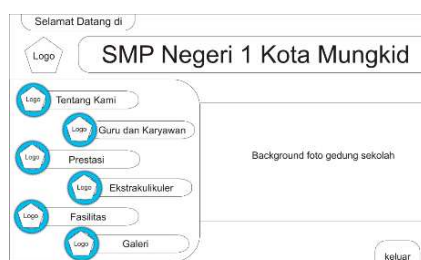 Selamat Datang di
Logo
SMP Negeri 1 Kota Mungkid
Logo
Tentang Kami
Logo
Guru dan Karyawan
Logo
Prestasi
Background foto gedung sekolah
Logo
Ekstrakulikuler
Logo
Fasilitas
Logo
Galeri
keluar